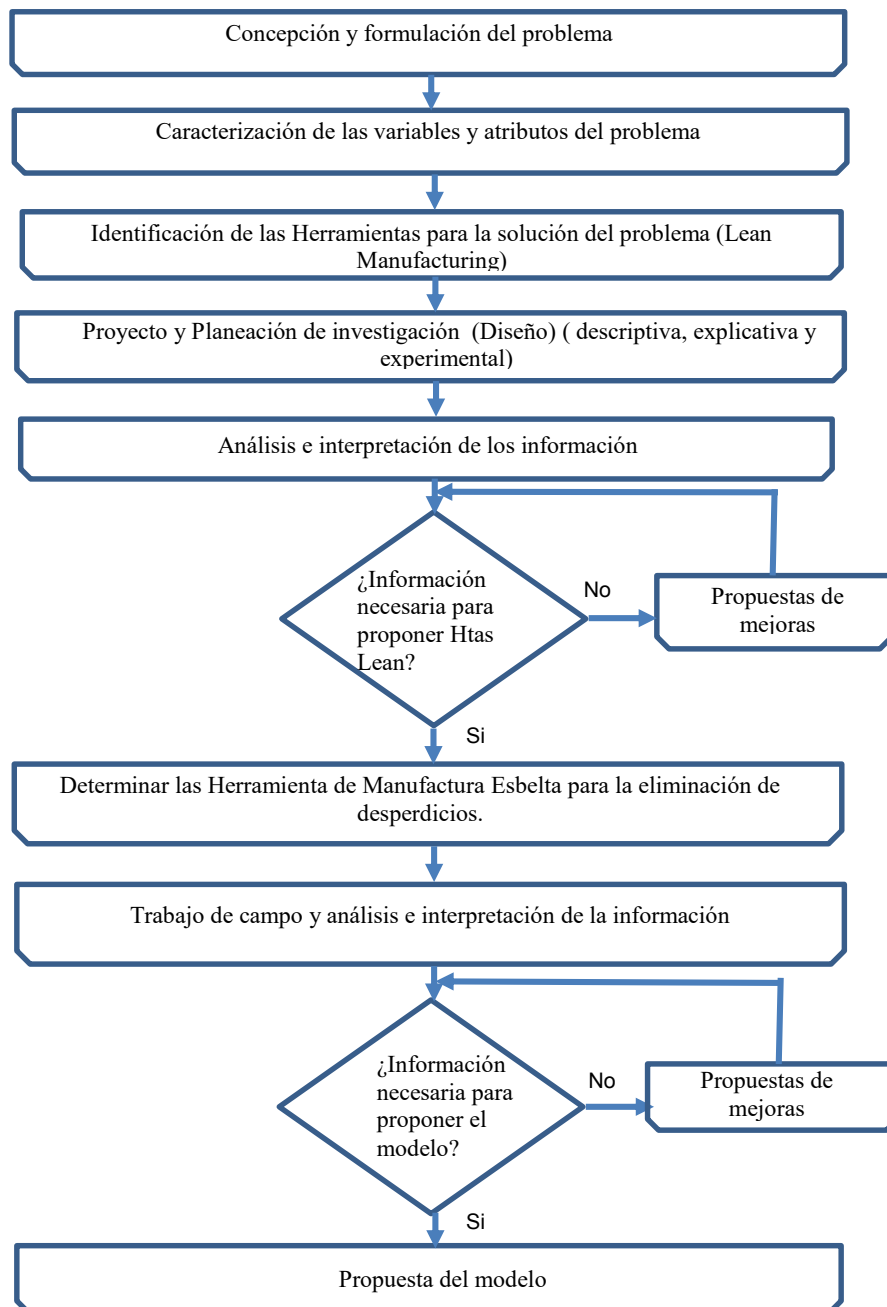 Concepción y formulación del problema
Caracterización de las variables y atributos del problema
Identificación de las Herramientas para la solución del problema (Lean
Manufacturing)
Proyecto y Planeación de investigación (Diseño) ( descriptiva, explicativa y
experimental)
Análisis e interpretación de los información
¿Información
necesaria para
proponer Htas
Lean?
No
Propuestas de
mejoras
Si
Determinar las Herramienta de Manufactura Esbelta para la eliminación de
desperdicios.
Trabajo de campo y análisis e interpretación de la información
¿Información
necesaria para
proponer el
modelo?
No
Propuestas de
mejoras
Si
Propuesta del modelo